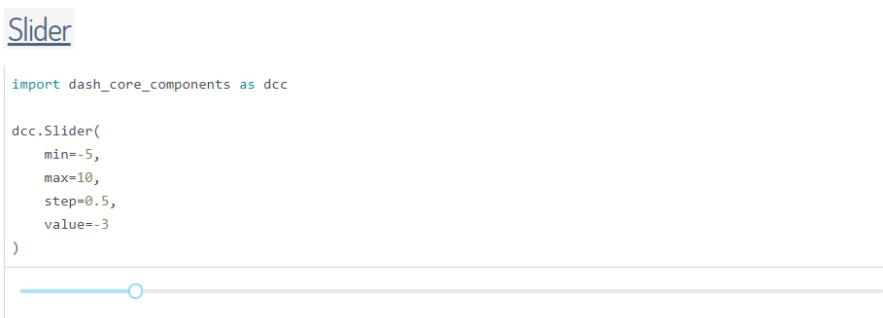 Slider
import dash_core_components as dcc
dcc.Slider(
    min=-5,
    max=10,
    step=0.5,
    value=-3
)